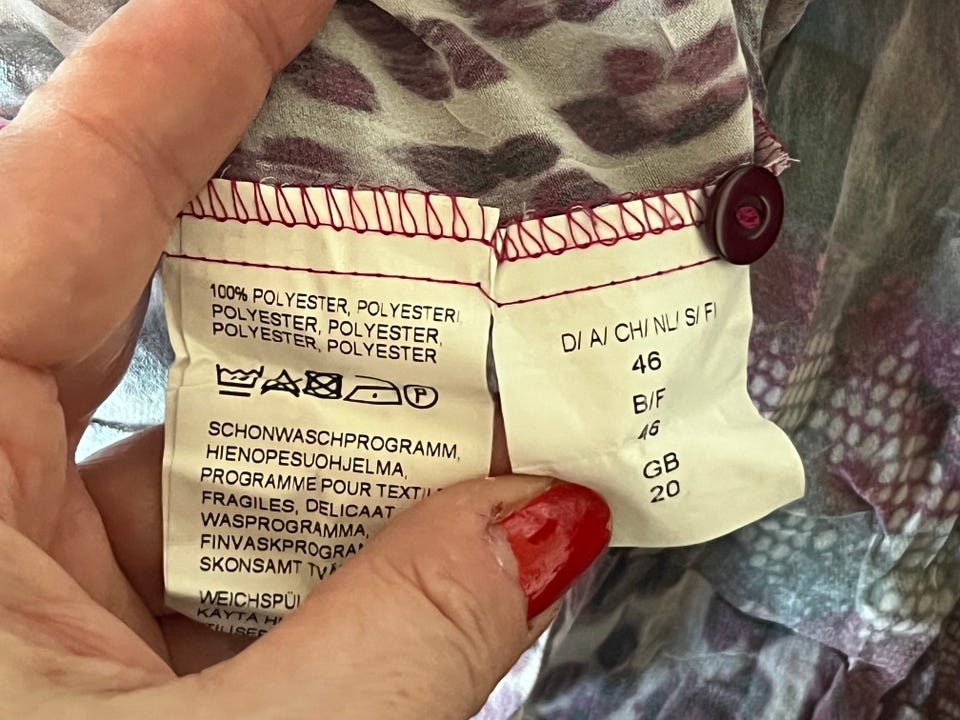 100% POLYESTER, POLYESTERI
POLYESTER, POLYESTER,
POLYESTER, POLYESTER
P
SCHONWASCHPROGRAMM,
HIENOPESUOHJELMA,
PROGRAMME POUR
FRAGILES, DELICAAT
WASPROGRAMMA,
SKONSAMT
KAYTA
D/ A/ CH/ NL/ S/ FI
46
B/F
46
GB
20